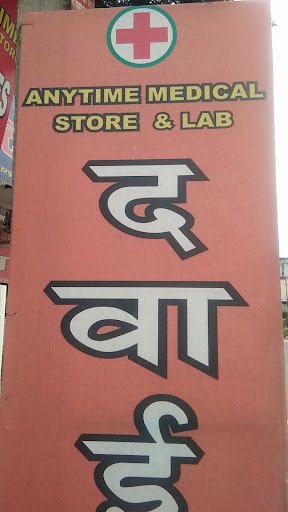 ANYTIME MEDICAL
STORE & LAB
द
वा
ई